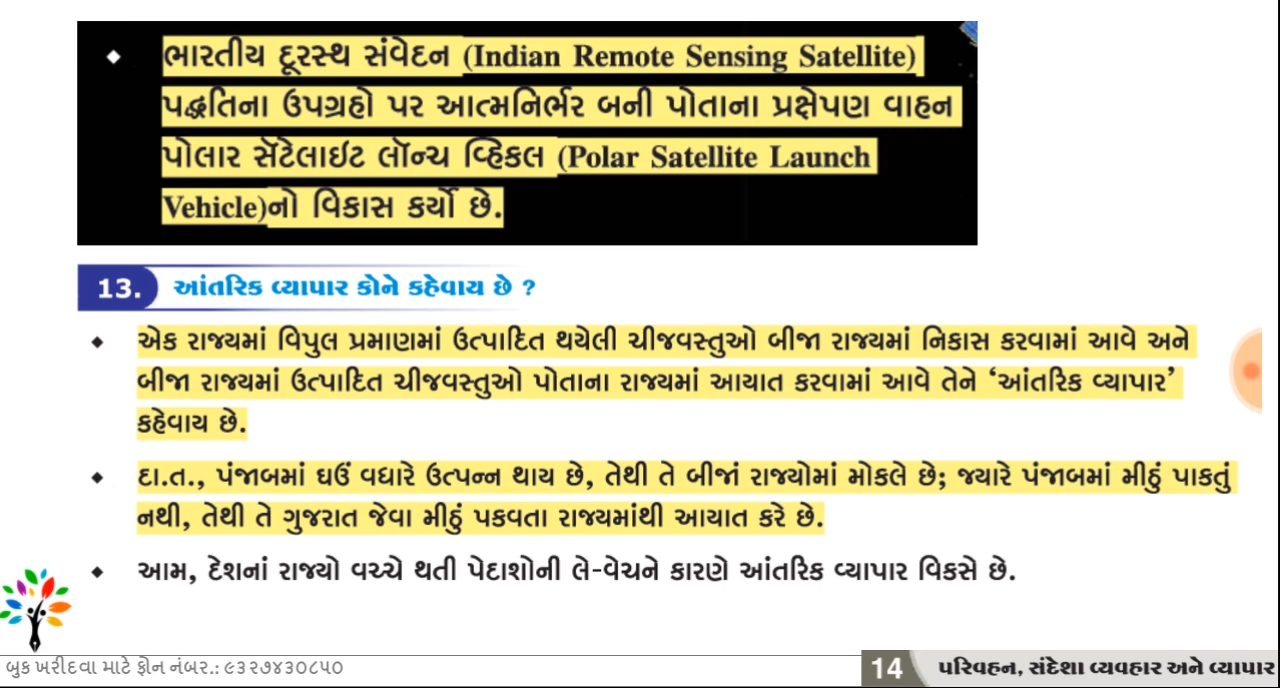 ◆ ભારતીય દૂરસ્થ સંવેદન (Indian Remote Sensing Satellite)
પદ્ધતિના ઉપગ્રહો પર આત્મનિર્ભર બની પોતાના પ્રક્ષેપણ વાહન
પોલાર સૅટેલાઇટ લૉન્ચ વ્હિકલ (Polar Satellite Launch
Vehicle)નો વિકાસ કર્યો છે.
13. આંતરિક વ્યાપાર કોને કહેવાય છે ?
◆ એક રાજ્યમાં વિપુલ પ્રમાણમાં ઉત્પાદિત થયેલી ચીજવસ્તુઓ બીજા રાજ્યમાં નિકાસ કરવામાં આવે અને
બીજા રાજ્યમાં ઉત્પાદિત ચીજવસ્તુઓ પોતાના રાજ્યમાં આયાત કરવામાં આવે તેને ‘આંતરિક વ્યાપાર’
કહેવાય છે.
◆ દા.ત., પંજાબમાં ઘઉં વધારે ઉત્પન્ન થાય છે, તેથી તે બીજાં રાજ્યોમાં મોકલે છે; જ્યારે પંજાબમાં મીઠું પાકતું
નથી, તેથી તે ગુજરાત જેવા મીઠું પકવતા રાજ્યમાંથી આયાત કરે છે.
◆ આમ, દેશનાં રાજ્યો વચ્ચે થતી પેદાશોની લે-વેચને કારણે આંતરિક વ્યાપાર વિકસે છે.
બુક ખરીદવા માટે ફોન નંબર.: ૯૩૨૭૪૩૦૮૫૦
14 પરિવહન, સંદેશા વ્યવહાર અને વ્યાપાર